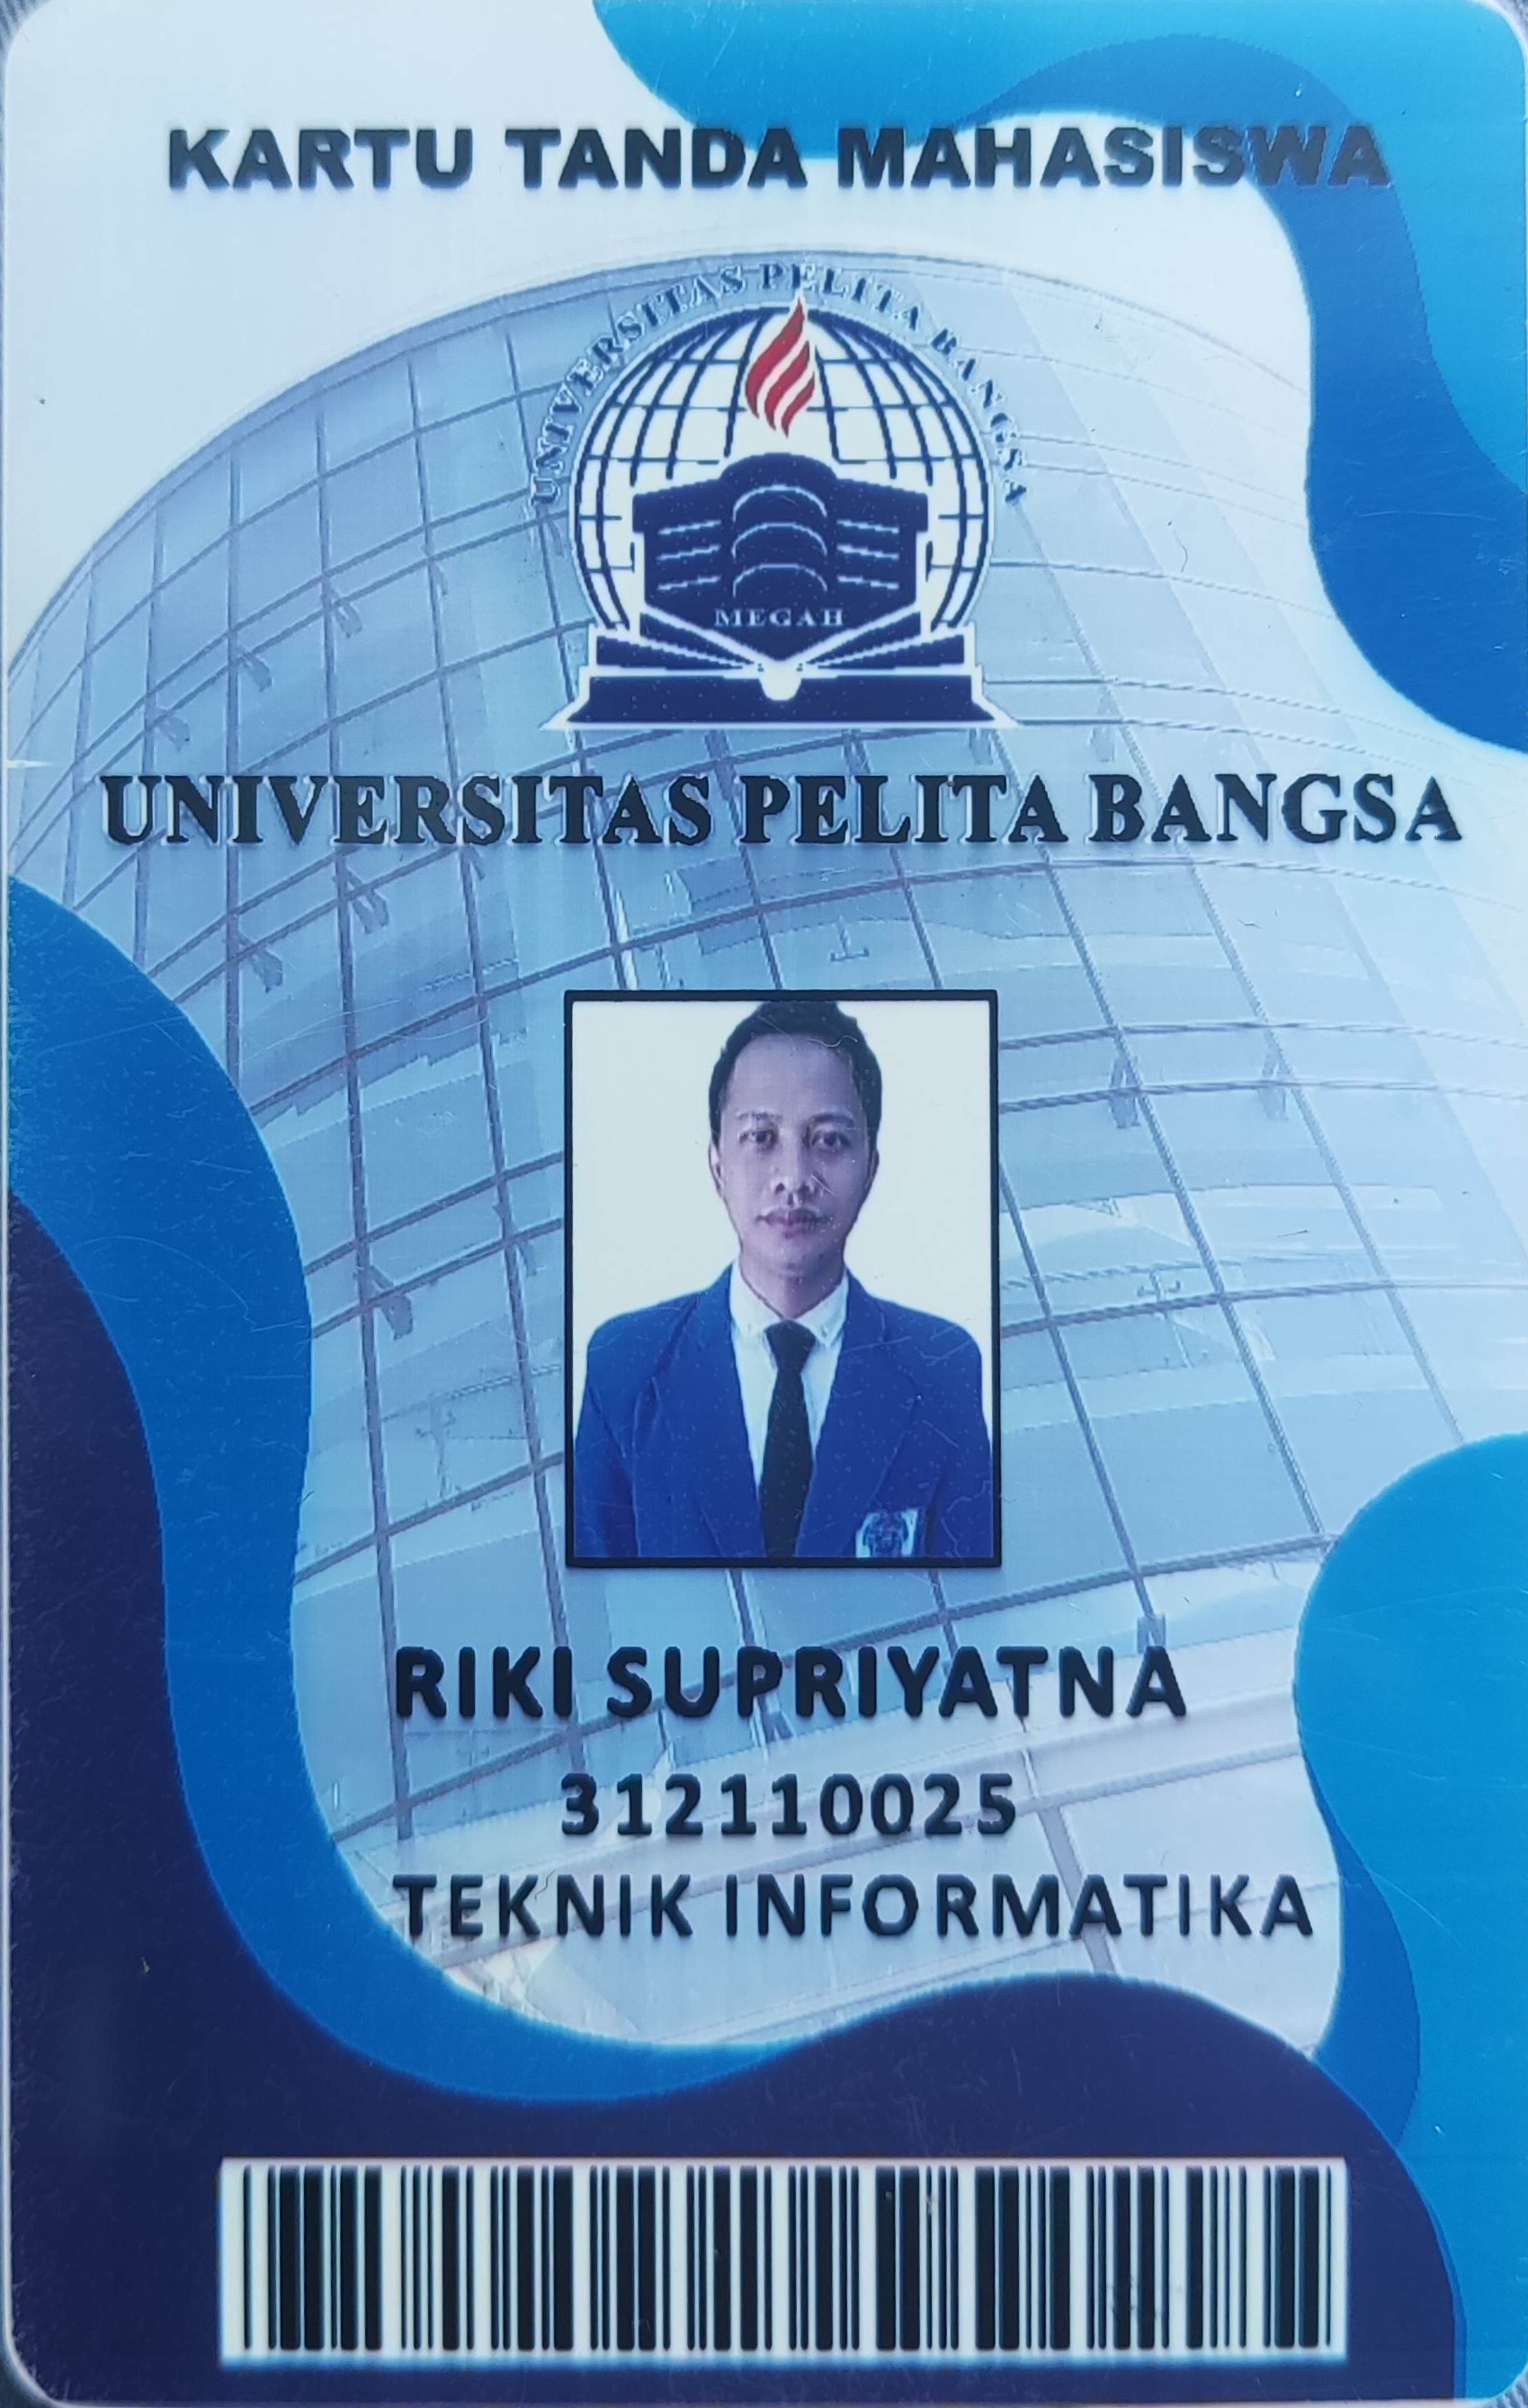 KARTU TANDA MAHASISWA
UNIVERSITAS PELITA BANGSA
MEGAH
UNIVERSITAS PELITA BANGSA
RIKI SUPRIYATNA
312110025
TEKNIK INFORMATIKA